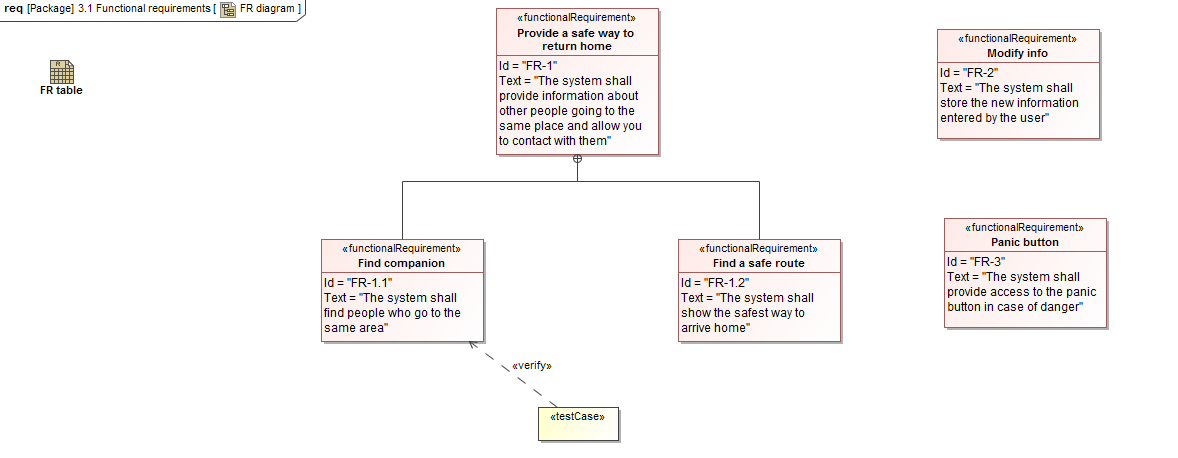 req [Package] 3.1 Functional requirements [ FR diagram ]
FR table
«functionalRequirement»
Provide a safe way to
return home
Id = "FR-1"
Text = "The system shall
provide information about
other people going to the
same place and allow you
to contact with them"
«functionalRequirement»
Modify info
Id = "FR-2"
Text = "The system shall
store the new information
entered by the user"
«functionalRequirement»
Find companion
Id = "FR-1.1"
Text = "The system shall
find people who go to the
same area"
«functionalRequirement»
Find a safe route
Id = "FR-1.2"
Text = "The system shall
show the safest way to
arrive home"
«functionalRequirement»
Panic button
Id = "FR-3"
Text = "The system shall
provide access to the panic
button in case of danger"
«verify»
«testCase»